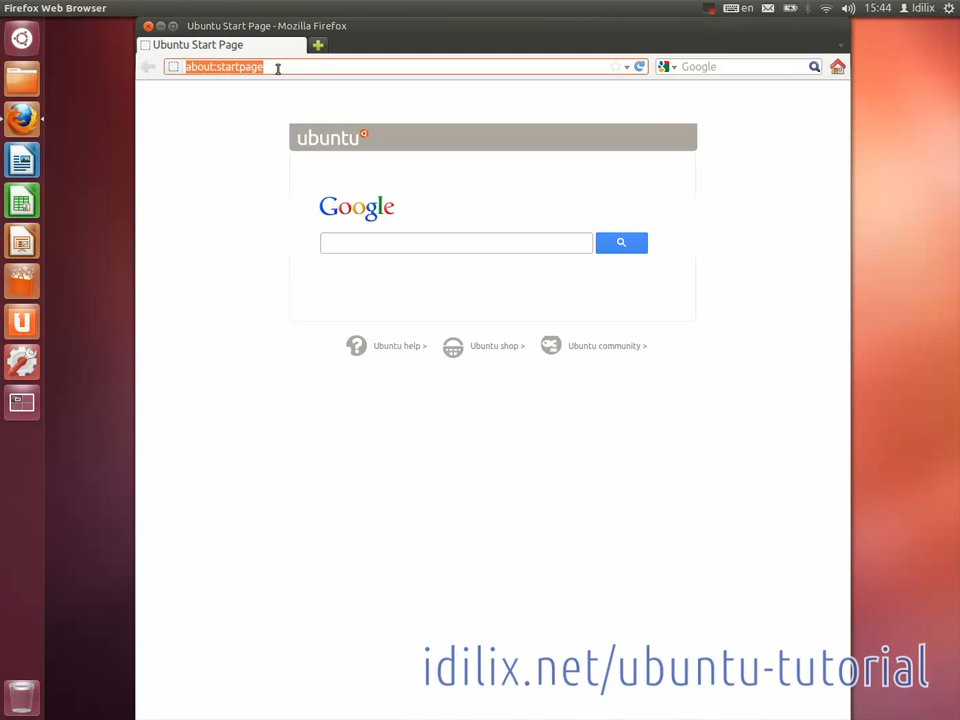 Firefox Web Browser
en
15:44
Idilix
Ubuntu Start Page - Mozilla Firefox
Ubuntu Start Page
about:startpage
Google
ubuntu
Google
Ubuntu help >
Ubuntu shop >
Ubuntu community >
idilix.net/ubuntu-tutorial